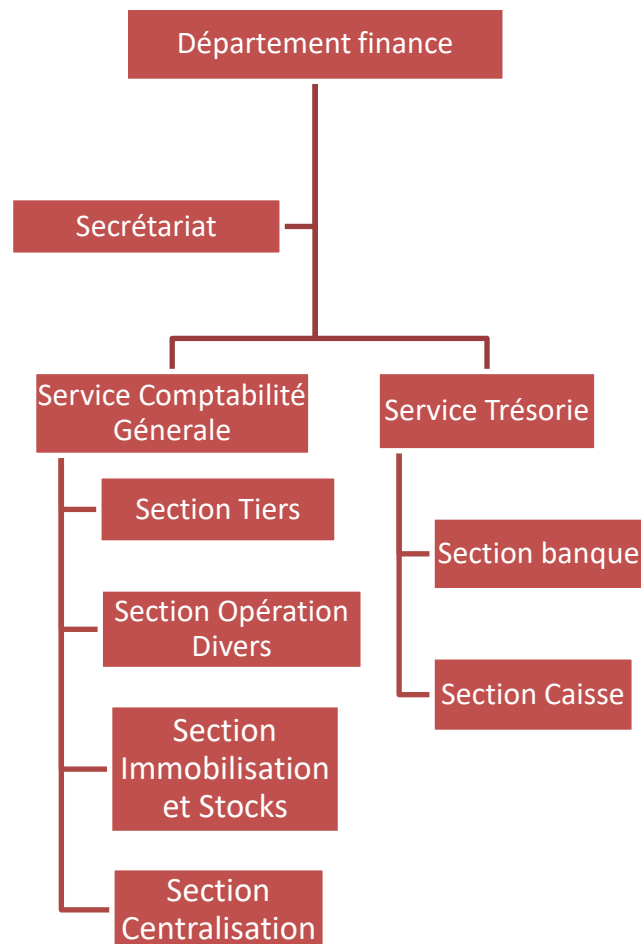 Département finance
Secrétariat
Service Comptabilité
Génerale
Service Trésorie
Section Tiers
Section banque
Section Opération
Divers
Section Caisse
Section
Immobilisation
et Stocks
Section
Centralisation